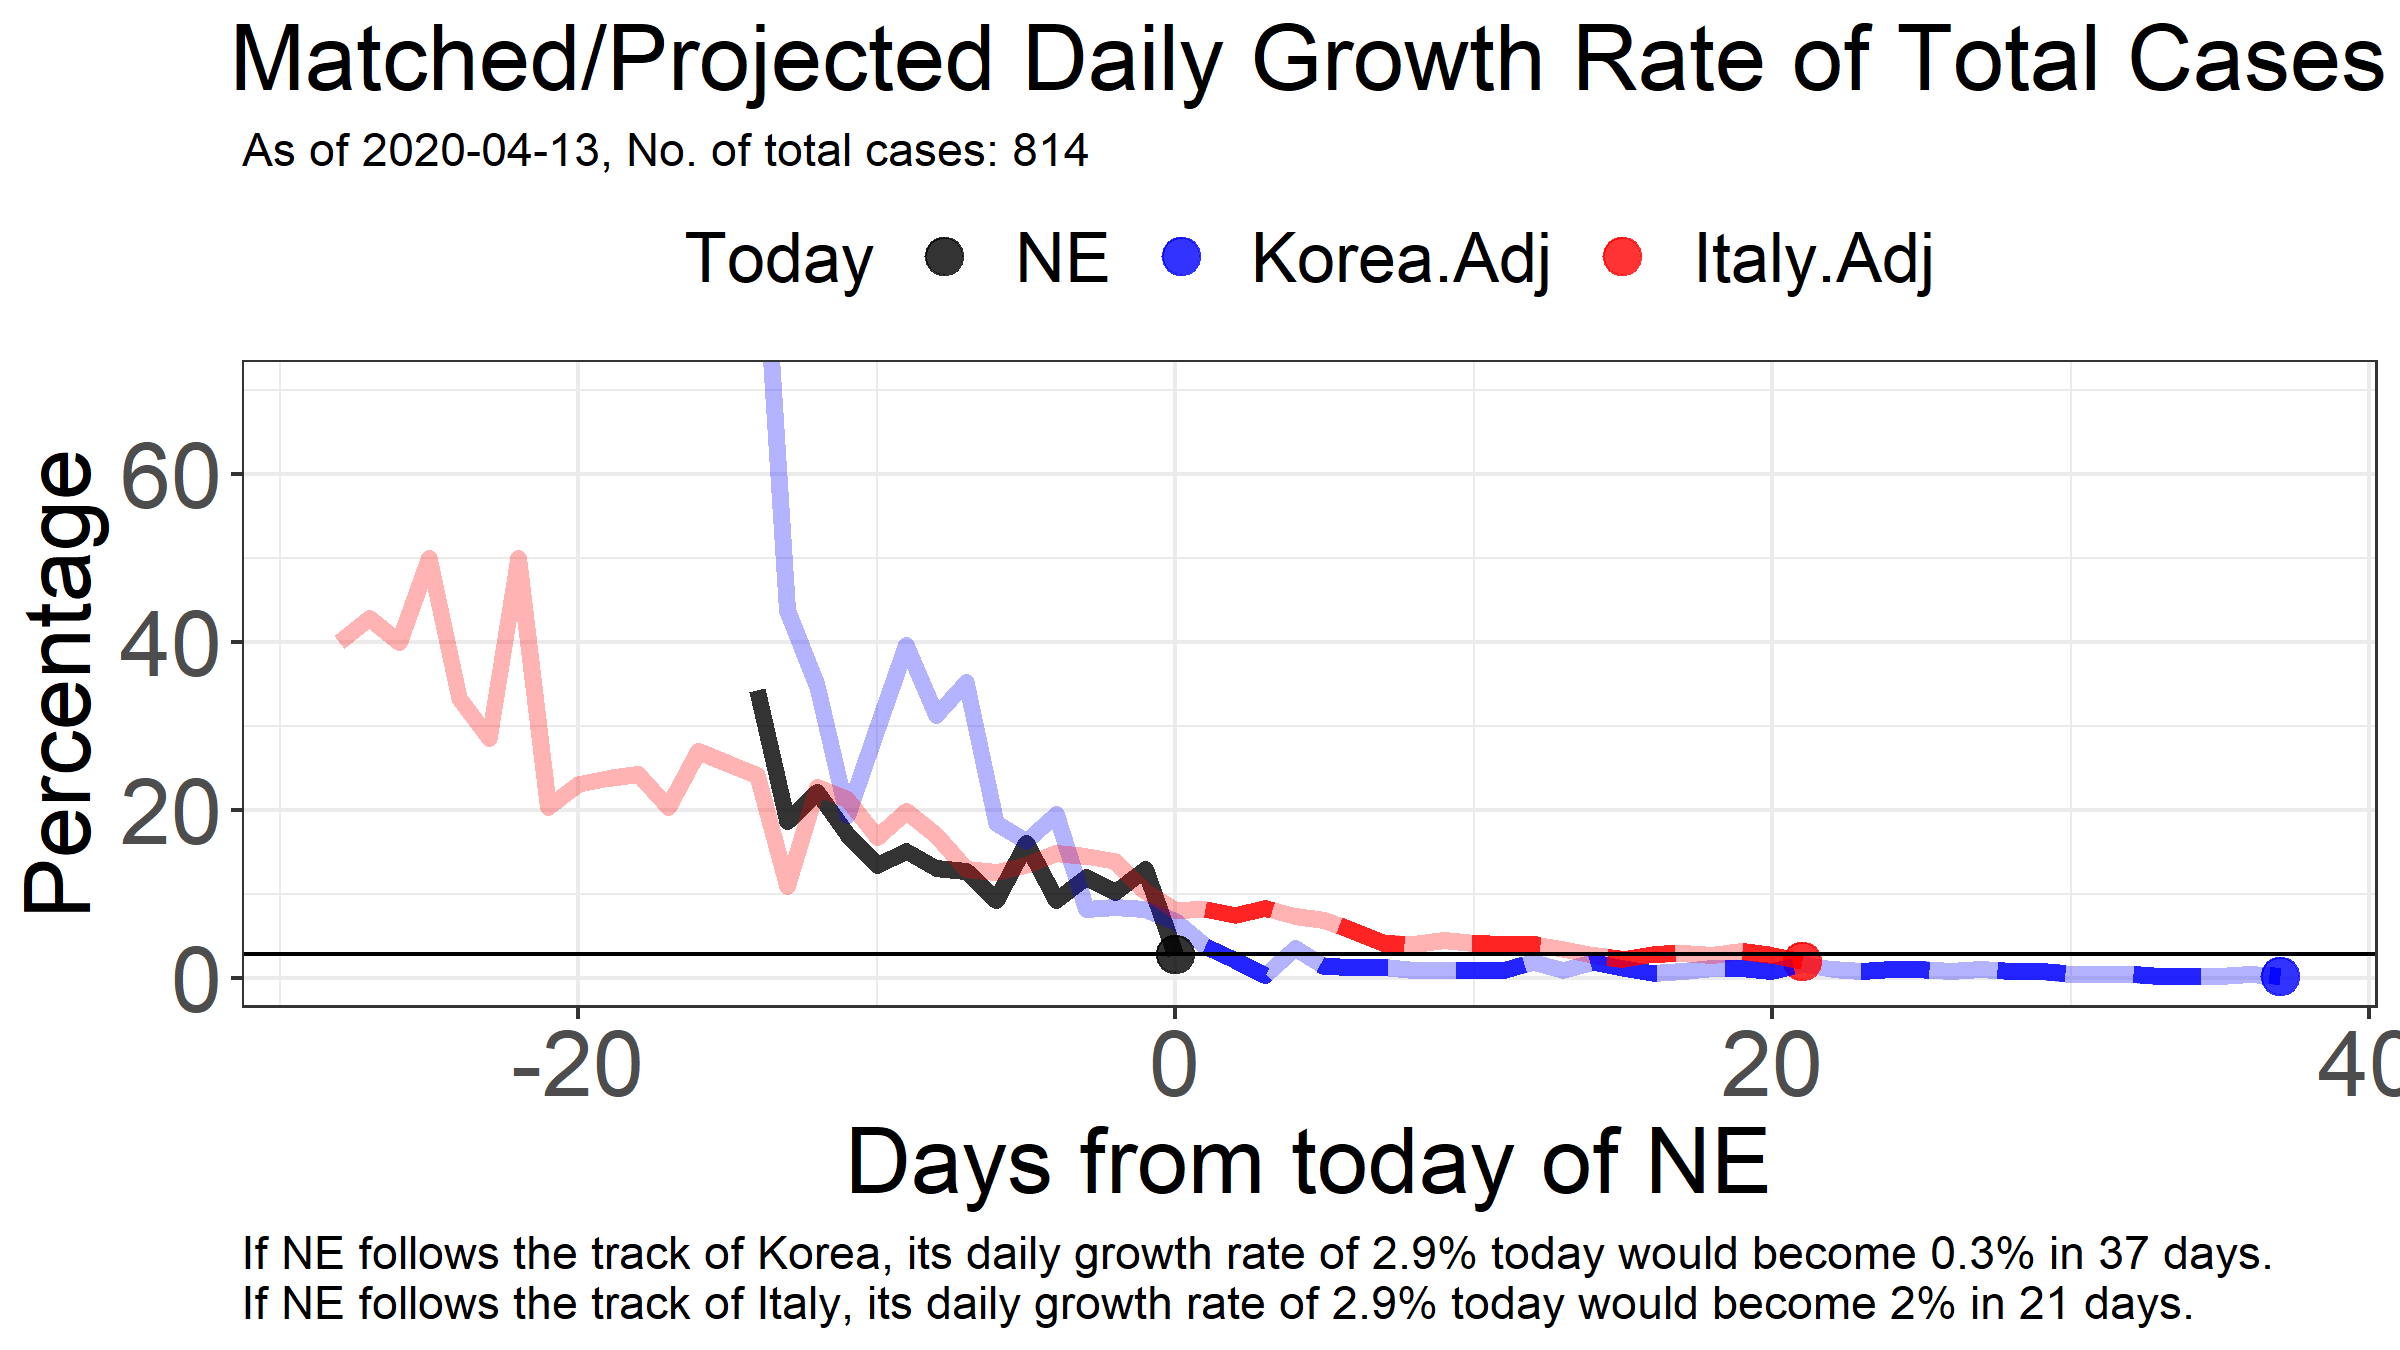 Matched/Projected Daily Growth Rate of Total Cases
As of 2020-04-13, No. of total cases: 814
Today NE Korea.Adj Italy.Adj
Percentage
60
40
20
0
-20 0 20 40
Days from today of NE
If NE follows the track of Korea, its daily growth rate of 2.9% today would become 0.3% in 37 days.
If NE follows the track of Italy, its daily growth rate of 2.9% today would become 2% in 21 days.